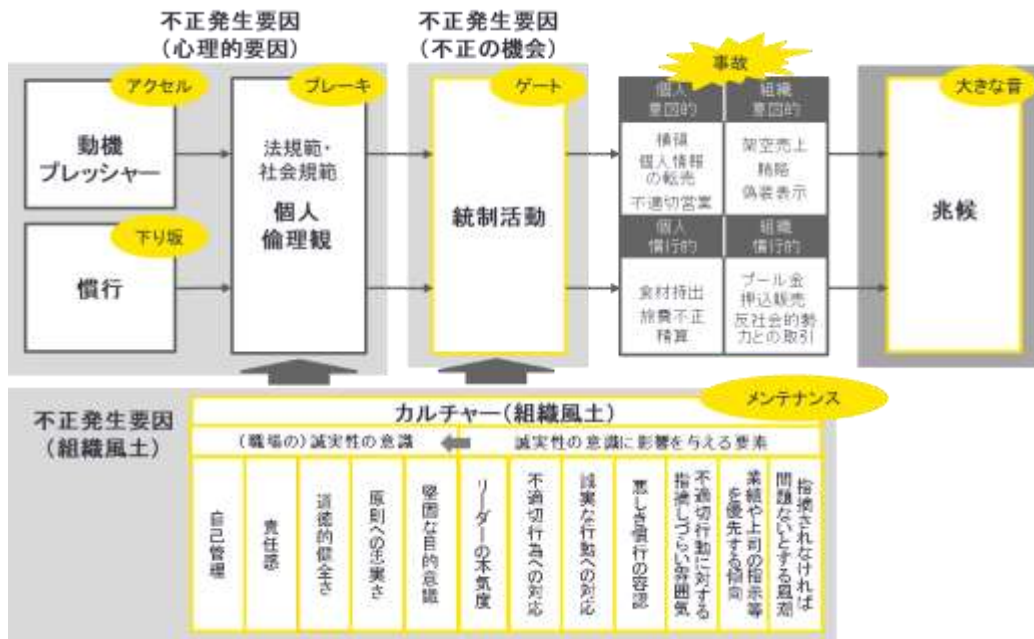 不正発生要因
(心理的要因)
不正発生要因
(不正の機会)
アクセル
動機
プレッシャー
下り坂
慣行
ブレーキ
法規範・
社会規範
個人
倫理観
ゲート
統制活動
事故
個人
意図的
組織
意図的
横領
個人情報
の転売
不適切営業
架空売上
賄賂
偽装表示
個人
慣行的
組織
慣行的
食材持出
旅費不正
精算
プール金
押込販売
反社会的勢
力との取引
大きな音
兆候
不正発生要因
(組織風土)
メンテナンス
カルチャー(組織風土)
(職場の)誠実性の意識
誠実性の意識に影響を与える要素
自己管理
責任感
道徳的健全さ
原則への忠実さ
堅固な目的意識
リーダーの本気度
不適切行為への対応
誠実な行動への対応
悪しき慣行の容認
不適切行動に対する
指摘しづらい雰囲気
業績や上司の指示等
を優先する傾向
指摘されなければ
問題ないとする風潮